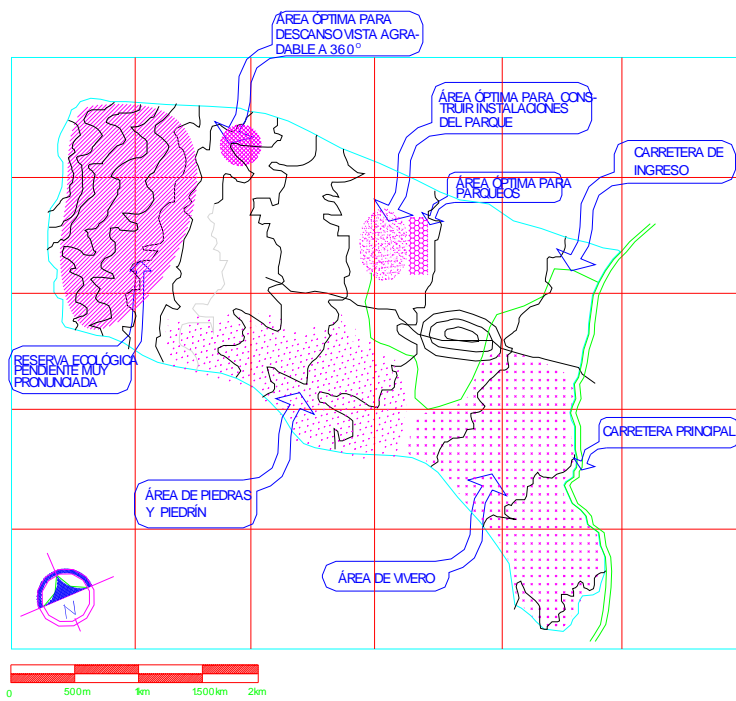 ÁREA ÓPTIMA PARA
DESCANSO VISTA AGRA-
DABLE A 360°
ÁREA ÓPTIMA PARA CONS-
TRUIR INSTALACIONES
DEL PARQUE
CARRETERA DE
INGRESO
ÁREA ÓPTIMA PARA
PARQUEOS
RESERVA ECOLÓGICA
PENDIENTE MUY
PRONUNCIADA
CARRETERA PRINCIPAL
ÁREA DE PIEDRAS
Y PIEDRÍN
ÁREA DE VIVERO
N
0 500m 1km 1500km 2km